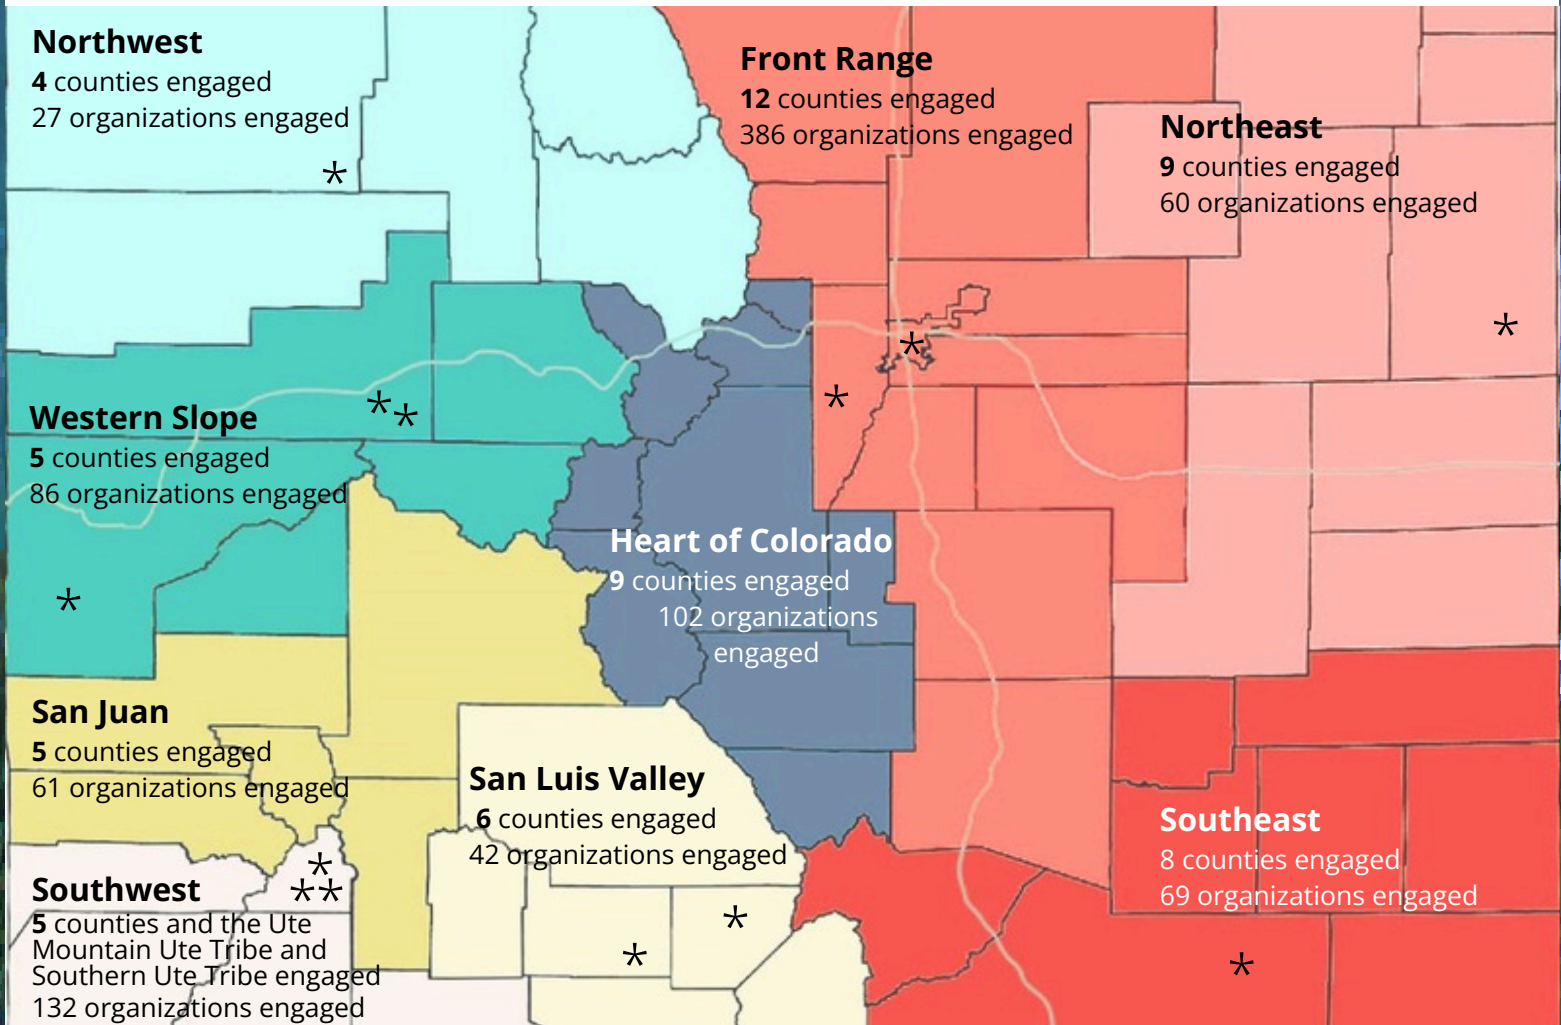 Northwest
4 counties engaged
27 organizations engaged
*
Front Range
12 counties engaged
386 organizations engaged
*
*
Northeast
9 counties engaged
60 organizations engaged
*
Western Slope
5 counties engaged
86 organizations engaged
**
*
Heart of Colorado
9 counties engaged
102 organizations
engaged
San Juan
5 counties engaged
61 organizations engaged
San Luis Valley
6 counties engaged
42 organizations engaged
*
*
Southeast
8 counties engaged
69 organizations engaged
*
Southwest
*
**
5 counties and the Ute
Mountain Ute Tribe and
Southern Ute Tribe engaged
132 organizations engaged